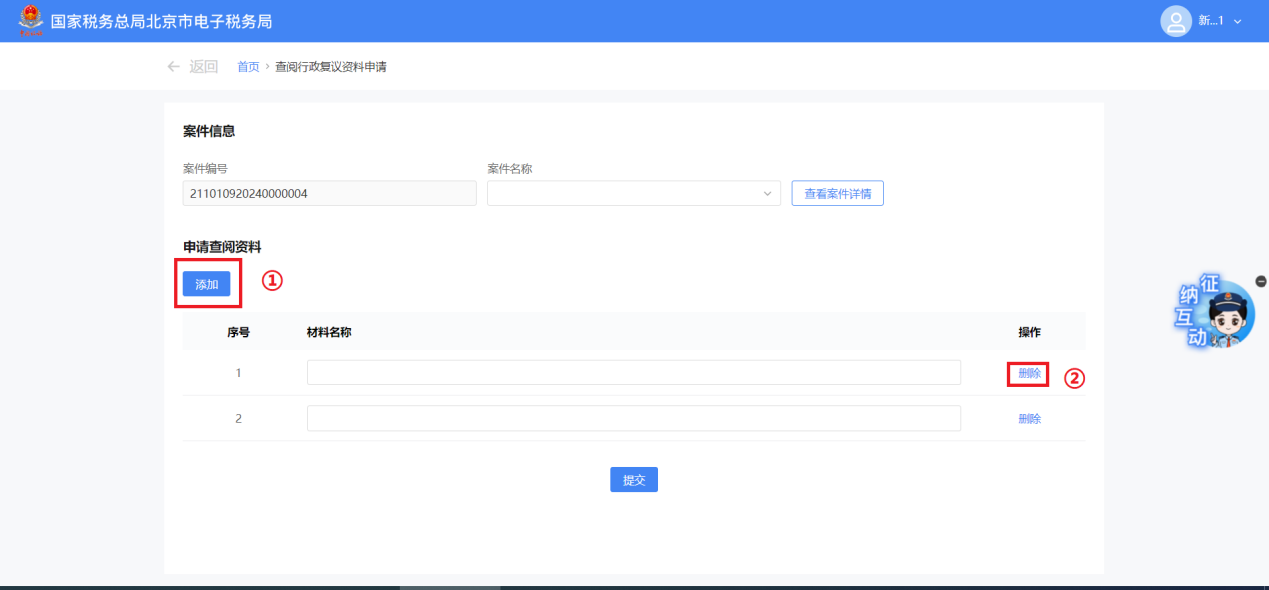 国家税务总局北京市电子税务局
新...1
返回 首页 > 查阅行政复议资料申请
案件信息
案件编号 案件名称
211010920240000004 查看案件详情
申请查阅资料
添加 ①
序号 材料名称 操作
1 删除 ②
2 删除
提交
征纳互动